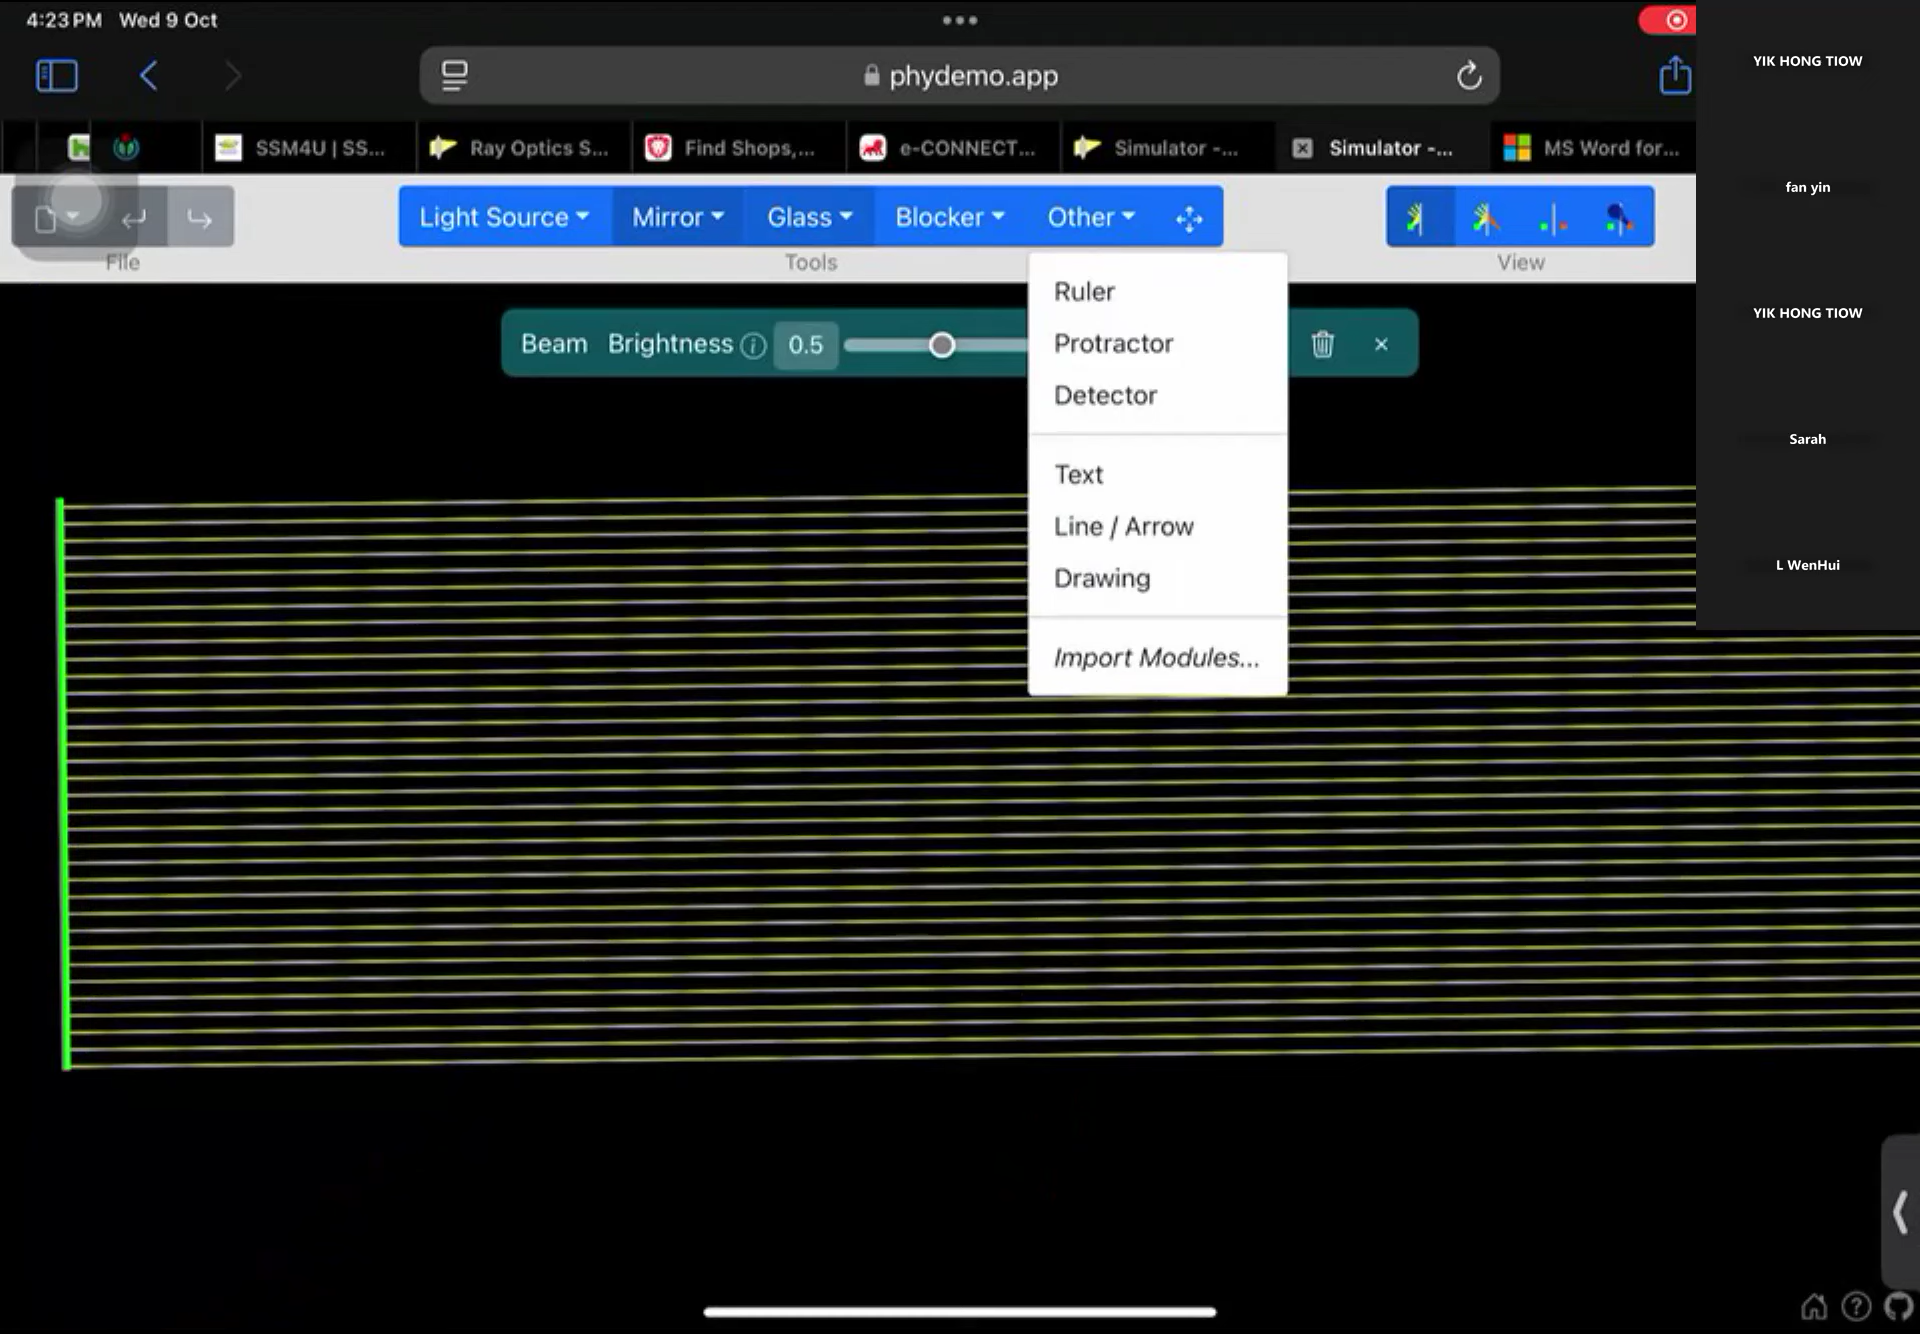 4:23 PM Wed 9 Oct
phydemo.app
SSM4U | SS...
Ray Optics S...
Find Shops,...
e-CONNECT...
Simulator -...
Simulator -...
MS Word for...
Light Source
Mirror
Glass
Blocker
Other
File
Tools
View
Beam Brightness 0.5
Ruler
Protractor
Detector
Text
Line / Arrow
Drawing
Import Modules...
YIK HONG TIOW
fan yin
YIK HONG TIOW
Sarah
L WenHui